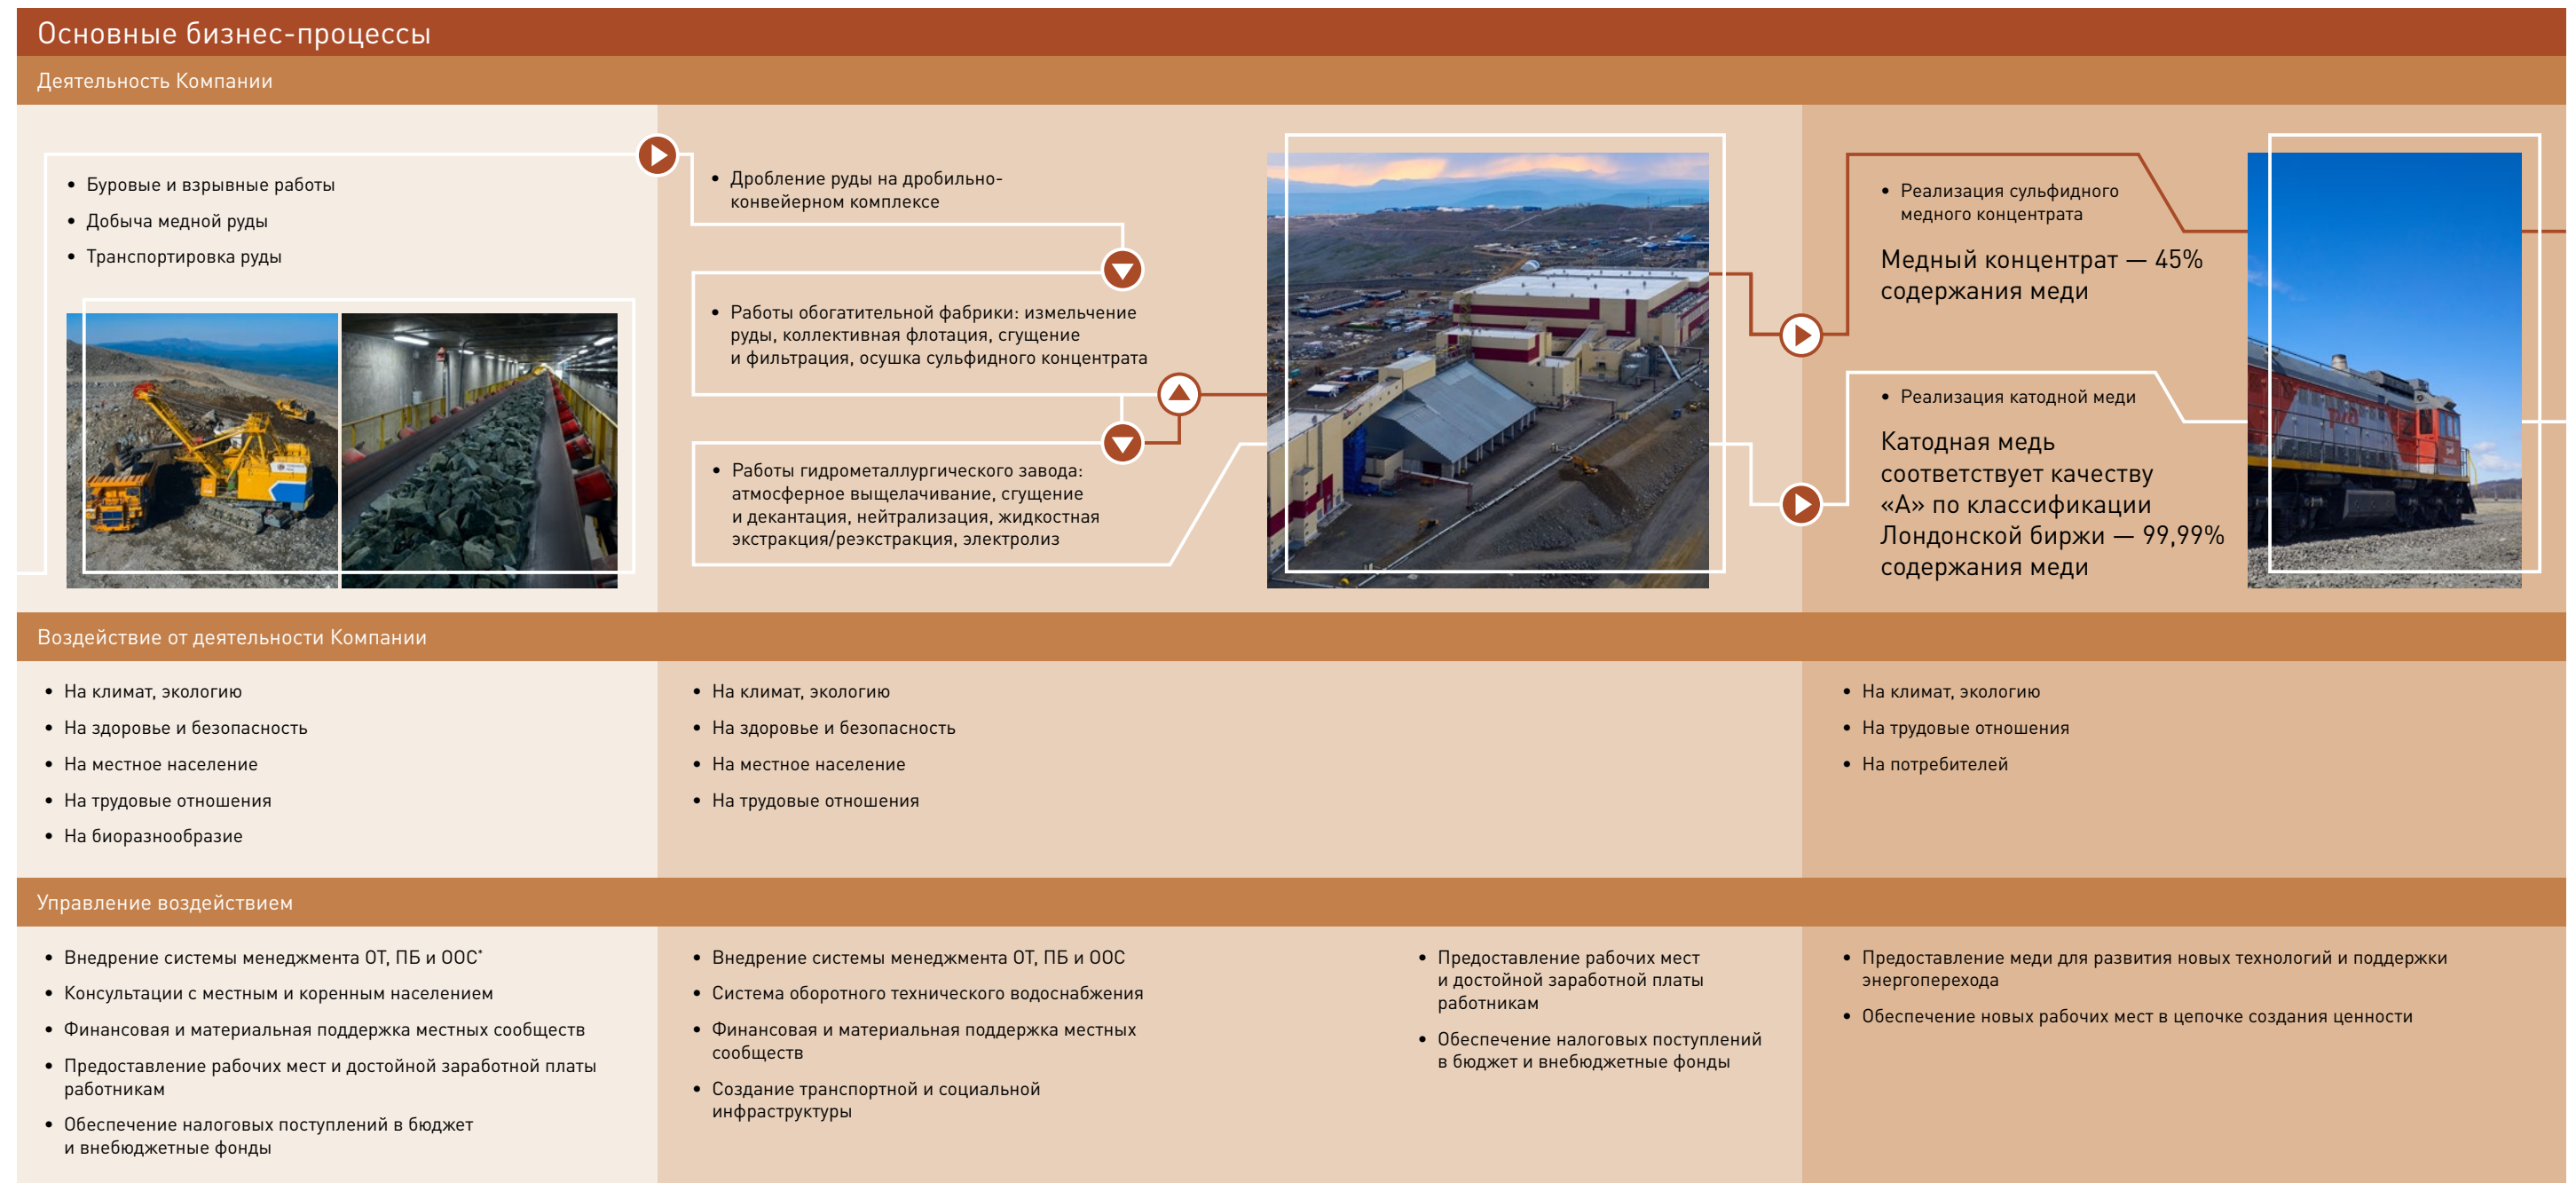 Основные бизнес-процессы
Деятельность Компании
• Буровые и взрывные работы
• Добыча медной руды
• Транспортировка руды
• Дробление руды на дробильно-
конвейерном комплексе
• Работы обогатительной фабрики: измельчение
руды, коллективная флотация, сгущение
и фильтрация, осушка сульфидного концентрата
• Работы гидрометаллургического завода:
атмосферное выщелачивание, сгущение
и декантация, нейтрализация, жидкостная
экстракция/реэкстракция, электролиз
• Реализация сульфидного
медного концентрата
Медный концентрат — 45%
содержания меди
• Реализация катодной меди
Катодная медь
соответствует качеству
«А» по классификации
Лондонской биржи — 99,99%
содержания меди
Воздействие от деятельности Компании
• На климат, экологию
• На здоровье и безопасность
• На местное население
• На трудовые отношения
• На биоразнообразие
• На климат, экологию
• На здоровье и безопасность
• На местное население
• На трудовые отношения
• На климат, экологию
• На трудовые отношения
• На потребителей
Управление воздействием
• Внедрение системы менеджмента ОТ, ПБ и ООС*
• Консультации с местным и коренным населением
• Финансовая и материальная поддержка местных сообществ
• Предоставление рабочих мест и достойной заработной платы
работникам
• Обеспечение налоговых поступлений в бюджет
и внебюджетные фонды
• Внедрение системы менеджмента ОТ, ПБ и ООС
• Система оборотного технического водоснабжения
• Финансовая и материальная поддержка местных
сообществ
• Создание транспортной и социальной
инфраструктуры
• Предоставление рабочих мест
и достойной заработной платы
работникам
• Обеспечение налоговых поступлений
в бюджет и внебюджетные фонды
• Предоставление меди для развития новых технологий и поддержки
энергоперехода
• Обеспечение новых рабочих мест в цепочке создания ценности